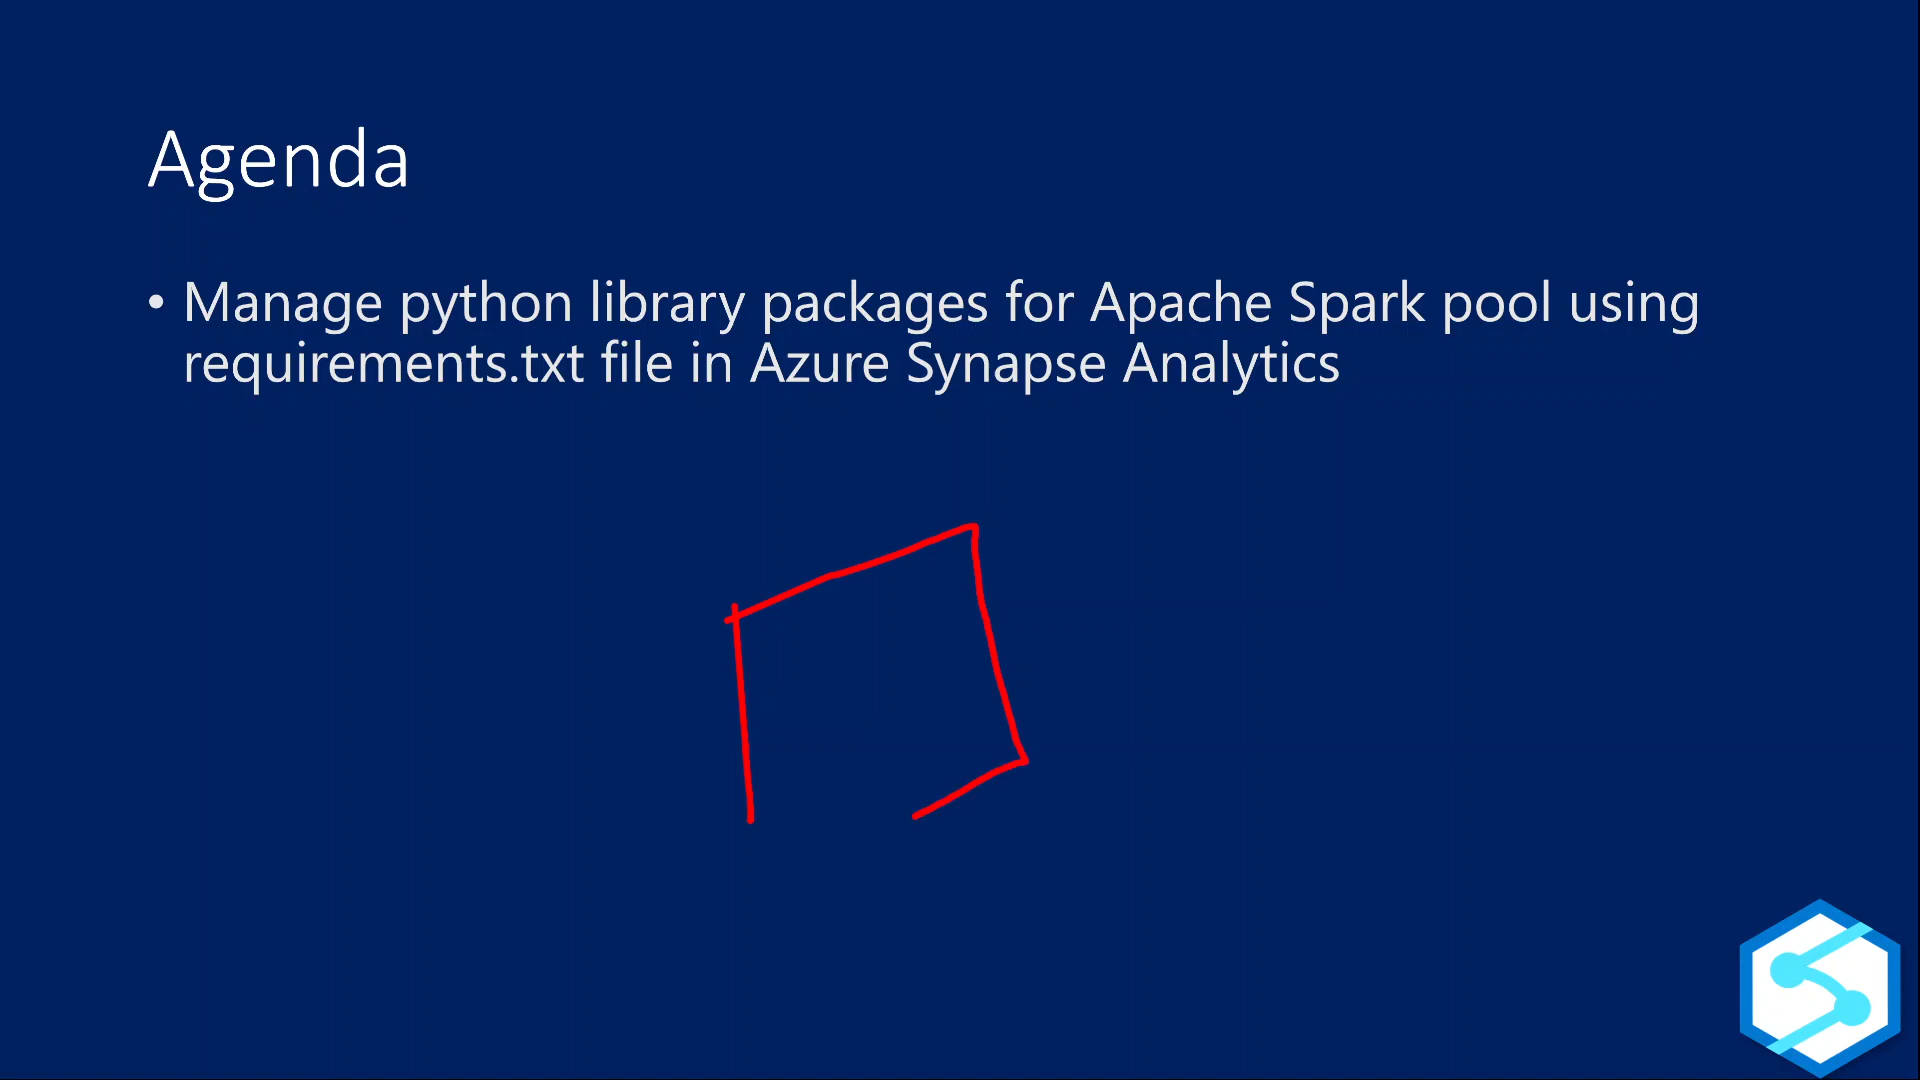 Agenda
• Manage python library packages for Apache Spark pool using
requirements.txt file in Azure Synapse Analytics